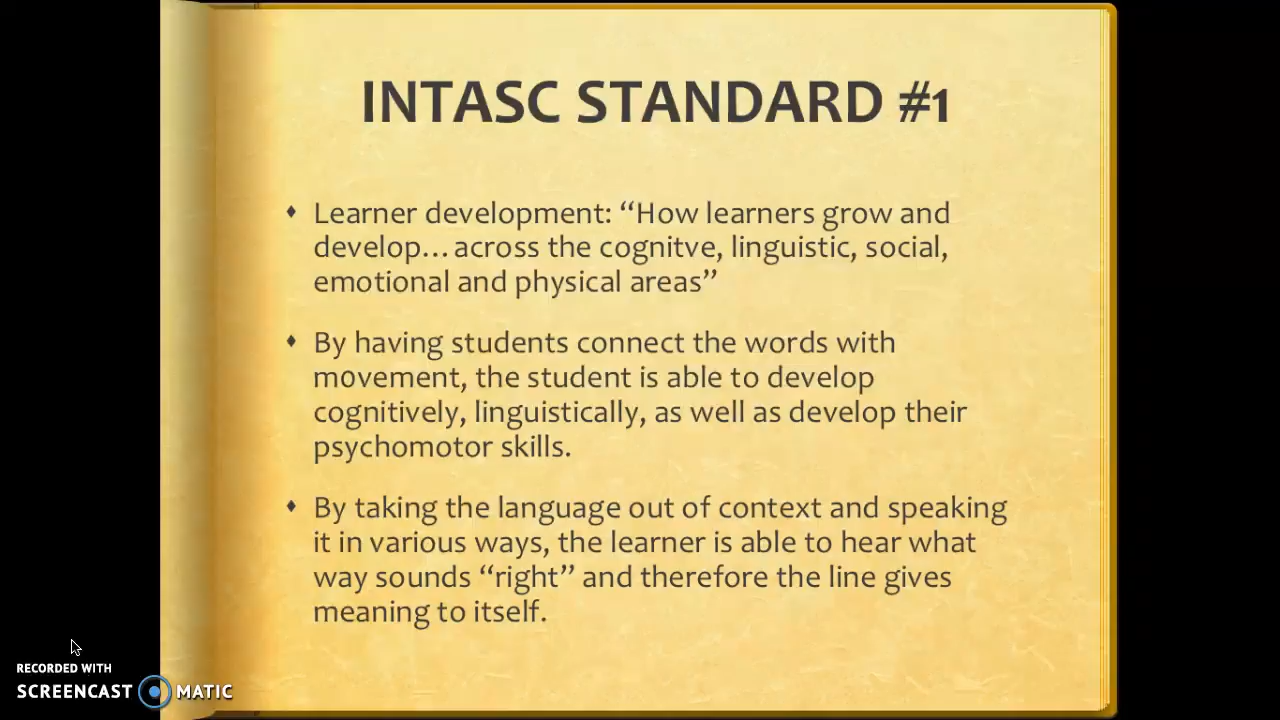 INTASC STANDARD #1
♦ Learner development: “How learners grow and
develop… across the cognitve, linguistic, social,
emotional and physical areas”
♦ By having students connect the words with
movement, the student is able to develop
cognitively, linguistically, as well as develop their
psychomotor skills.
♦ By taking the language out of context and speaking
it in various ways, the learner is able to hear what
way sounds “right” and therefore the line gives
meaning to itself.
RECORDED WITH
SCREENCAST MATIC